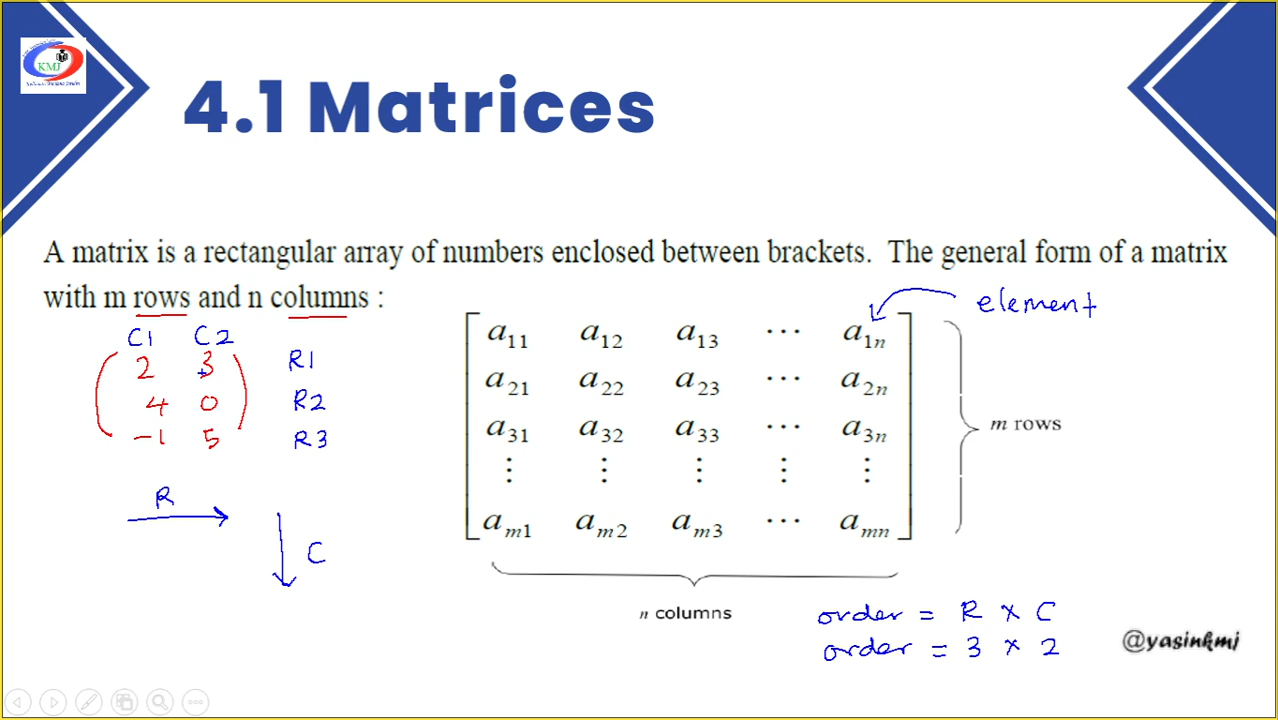 KMJ
4.1 Matrices
A matrix is a rectangular array of numbers enclosed between brackets. The general form of a matrix
with m rows and n columns :
element
C1 C2
2 3 R1
4 0 R2
-1 5 R3
R
C
a11 a12 a13 ⋯ a1n
a21 a22 a23 ⋯ a2n
a31 a32 a33 ⋯ a3n
⋮ ⋮ ⋮ ⋮ ⋮
am1 am2 am3 ⋯ amn
m rows
n columns
order = R × C
order = 3 × 2
@yasinkmj